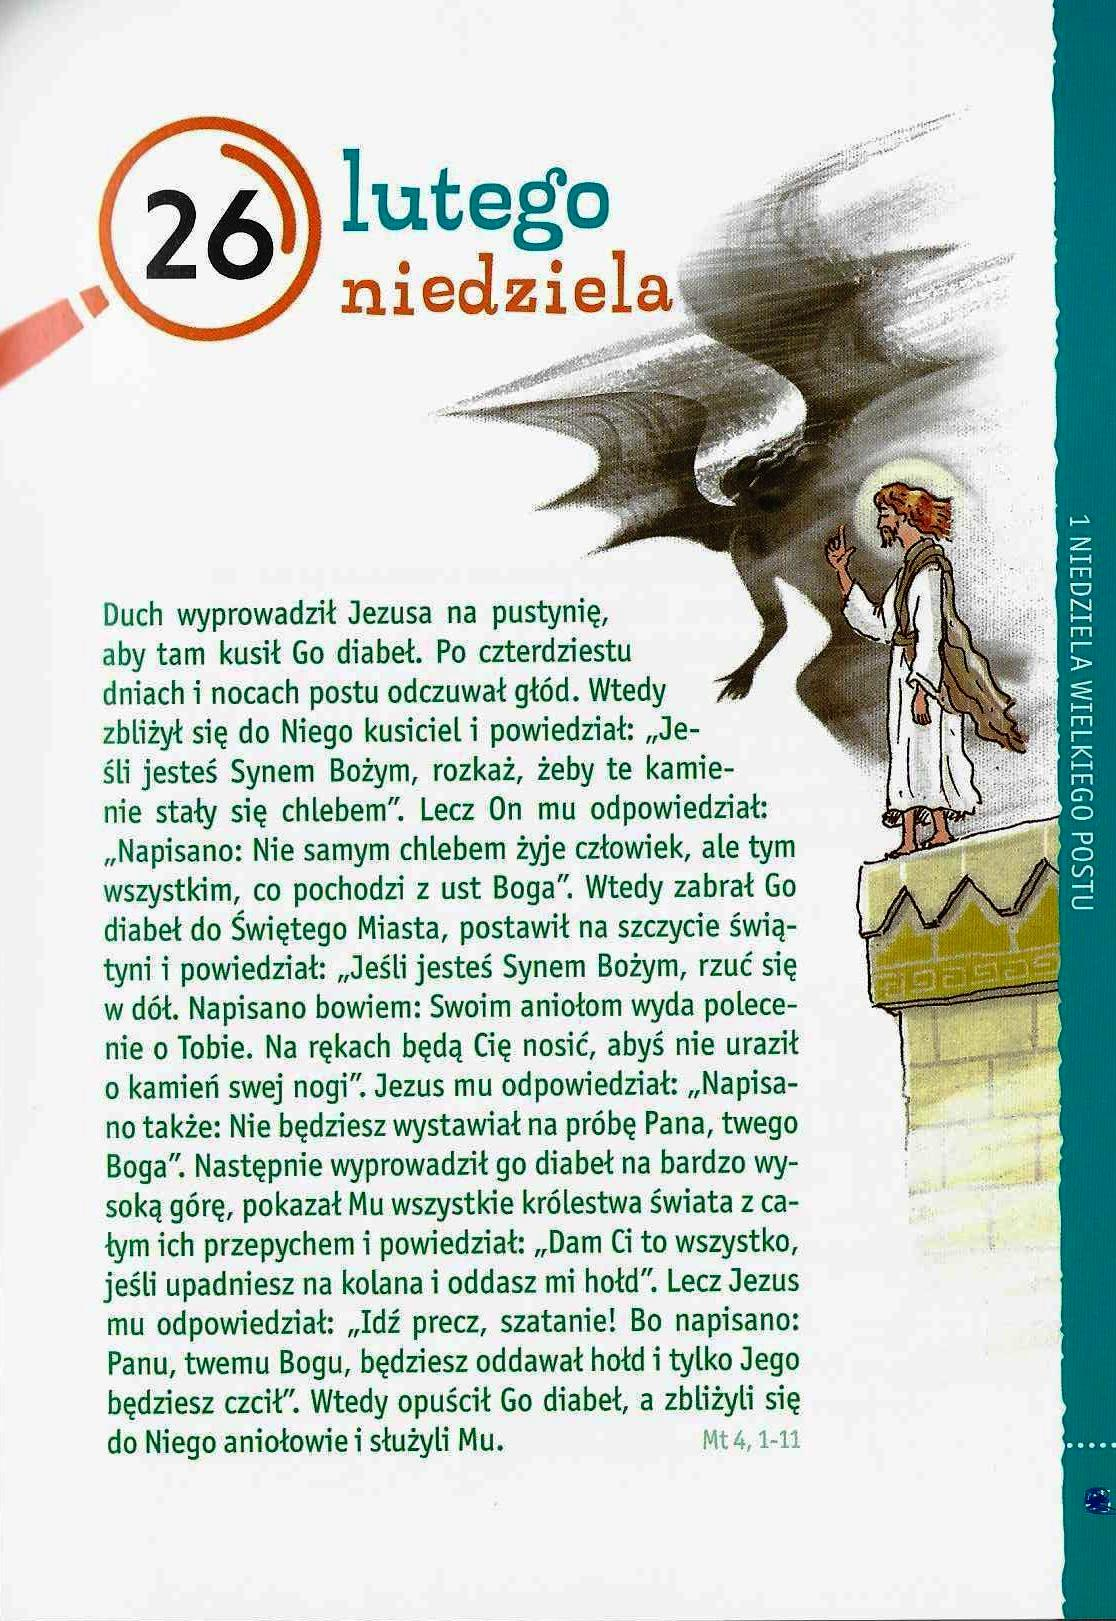 26
lutego
niedziela
Duch wyprowadził Jezusa na pustynię,
aby tam kusił Go diabeł. Po czterdziestu
dniach i nocach postu odczuwał głód. Wtedy
zbliżył się do Niego kusiciel i powiedział: „Je-
śli jesteś Synem Bożym, rozkaż, żeby te kamie-
nie stały się chlebem”. Lecz On mu odpowiedział:
„Napisano: Nie samym chlebem żyje człowiek, ale tym
wszystkim, co pochodzi z ust Boga”. Wtedy zabrał Go
diabeł do Świętego Miasta, postawił na szczycie świą-
tyni i powiedział: „Jeśli jesteś Synem Bożym, rzuć się
w dół. Napisano bowiem: Swoim aniołom wyda polece-
nie o Tobie. Na rękach będą Cię nosić, abyś nie uraził
o kamień swej nogi”. Jezus mu odpowiedział: „Napisa-
no także: Nie będziesz wystawiał na próbę Pana, twego
Boga”. Następnie wyprowadził go diabeł na bardzo wy-
soką górę, pokazał Mu wszystkie królestwa świata z ca-
łym ich przepychem i powiedział: „Dam Ci to wszystko,
jeśli upadniesz na kolana i oddasz mi hołd”. Lecz Jezus
mu odpowiedział: „Idź precz, szatanie! Bo napisano:
Panu, twemu Bogu, będziesz oddawał hołd i tylko Jego
będziesz czcił”. Wtedy opuścił Go diabeł, a zbliżyli się
do Niego aniołowie i służyli Mu.
Mt 4, 1-11
1 NIEDZIELA WIELKIEGO POSTU